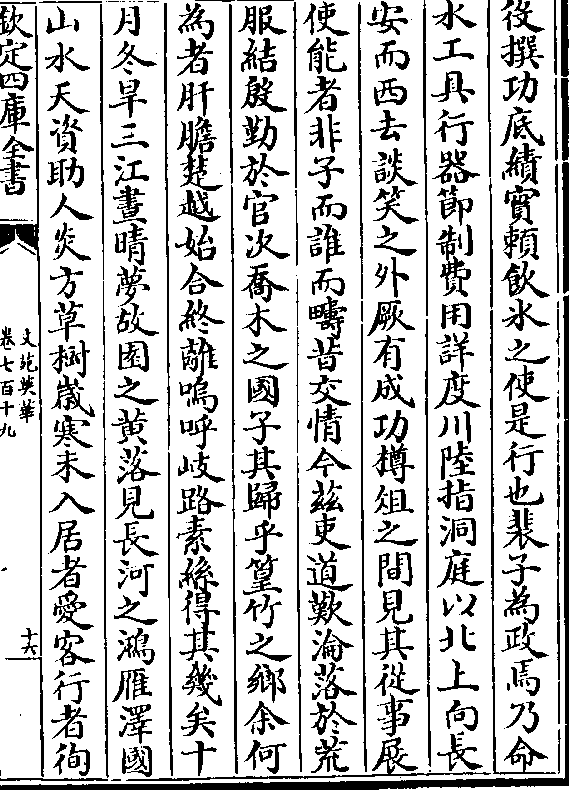 役撰功底績實賴飲氷之使是行也裴子為政焉乃命
水工具行器節制費用詳度川陸指洞庭以北上向長
安而西去談笑之外厥有成功樽俎之間見其從事展
使能者非子而誰而疇昔交情今茲吏道歎淪落於荒
服結殷勤於官次喬木之國子其歸乎篁竹之鄉余何
為者肝膽楚越始合終離嗚呼岐路素絲得其幾矣十
月冬旱三江晝晴夢故園之黄落見長河之鴻雁澤國
山水天資助人炎方草樹嵗寒未入居者愛客行者徇
欽定四庫全書
文苑英華
卷七百十九
十六